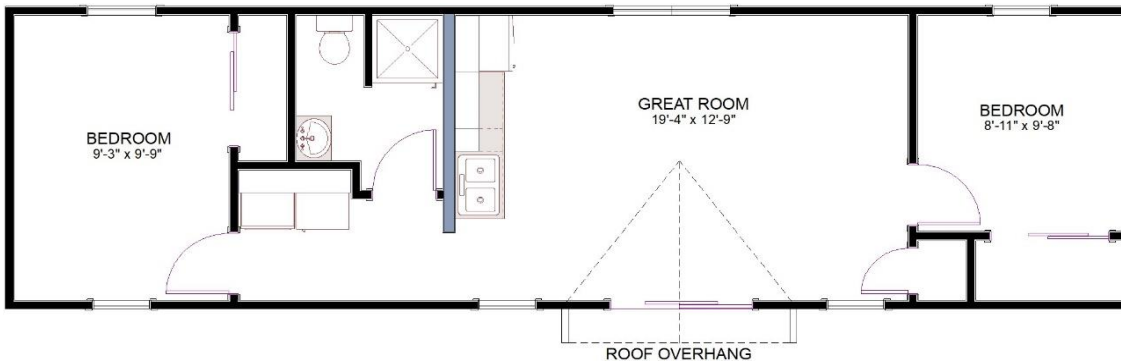 BEDROOM
9'-3" x 9'-9"
GREAT ROOM
19'-4" x 12'-9"
BEDROOM
8'-11" x 9'-8"
ROOF OVERHANG